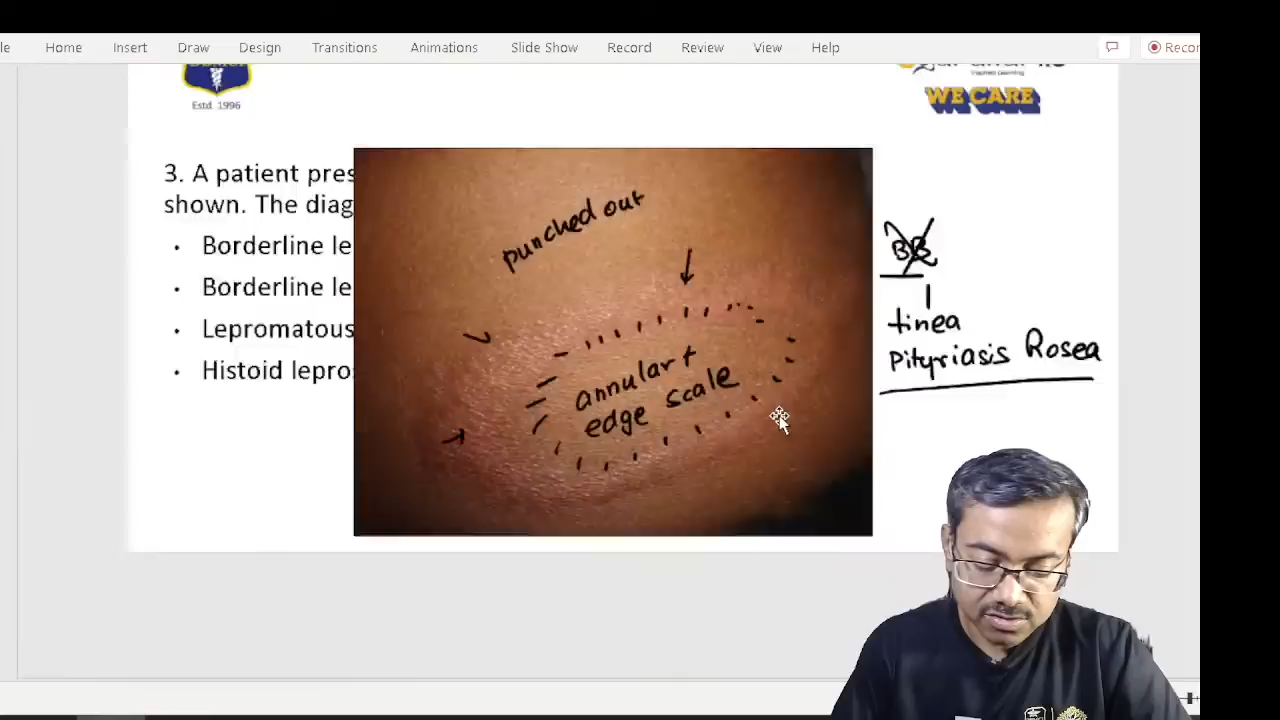 Home Insert Draw Design Transitions Animations Slide Show Record Review View Help
Estd 1996
WE CARE
3. A patient pres
shown. The diag
• Borderline le
• Borderline le
• Lepromatous
• Histoid lepro
punched out
annular +
edge scale
BB
tinea
Pityriasis Rosea